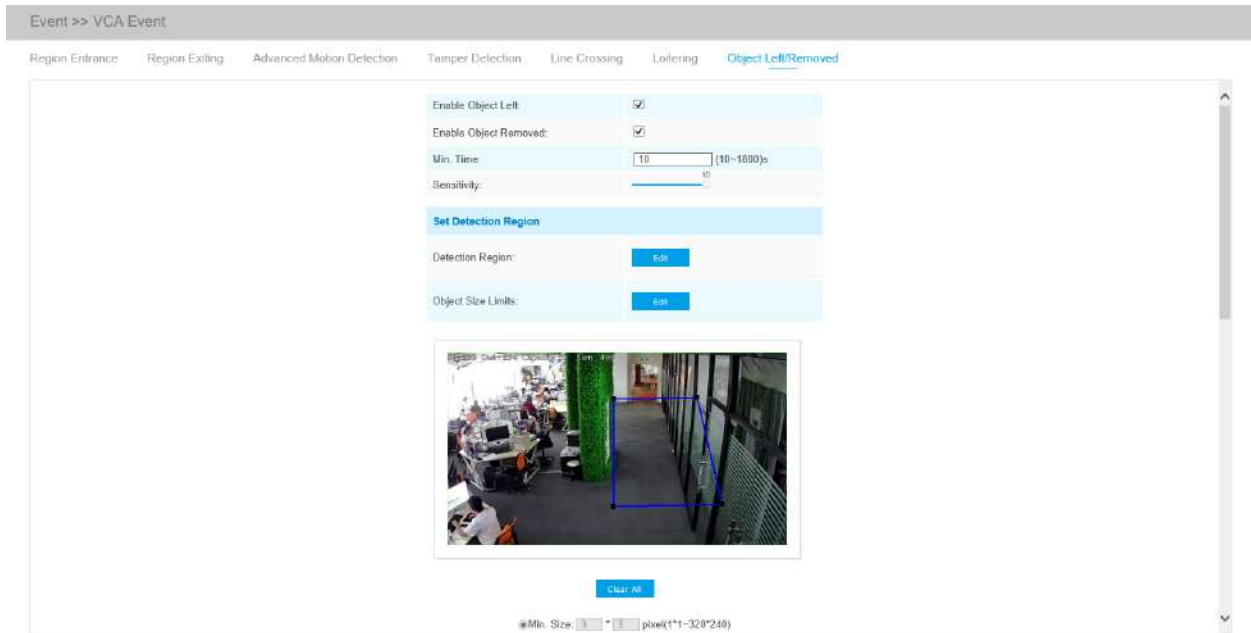 Event >> VCA Event
Region Entrance Region Exiting Advanced Motion Detection Tamper Detection Line Crossing Loitering Object Left/Removed
Enable Object Left:
Enable Object Removed:
Min. Time: 10 (10~1800)s
10
Sensitivity:
Set Detection Region
Detection Region: Edit
Object Size Limits: Edit
Clear All
Min. Size: 3 * 3 pixel(1*1~320*240)